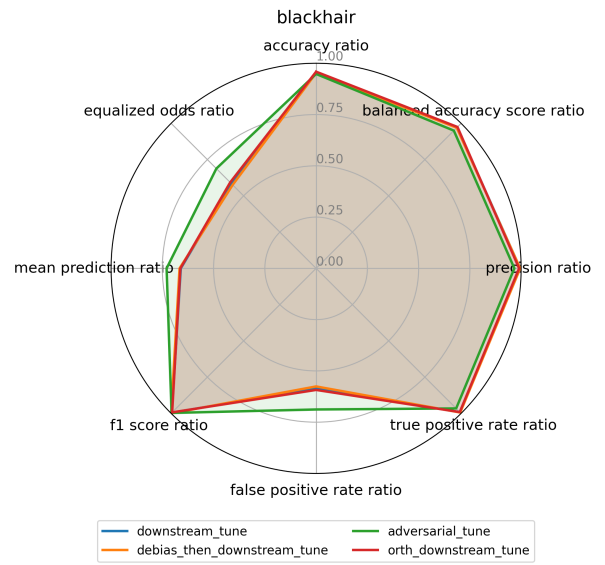 blackhair
accuracy ratio
1.00
equalized odds ratio
balanced accuracy score ratio
0.75
0.50
0.25
0.00
mean prediction ratio
precision ratio
f1 score ratio
true positive rate ratio
false positive rate ratio
downstream_tune
adversarial_tune
debias_then_downstream_tune
orth_downstream_tune